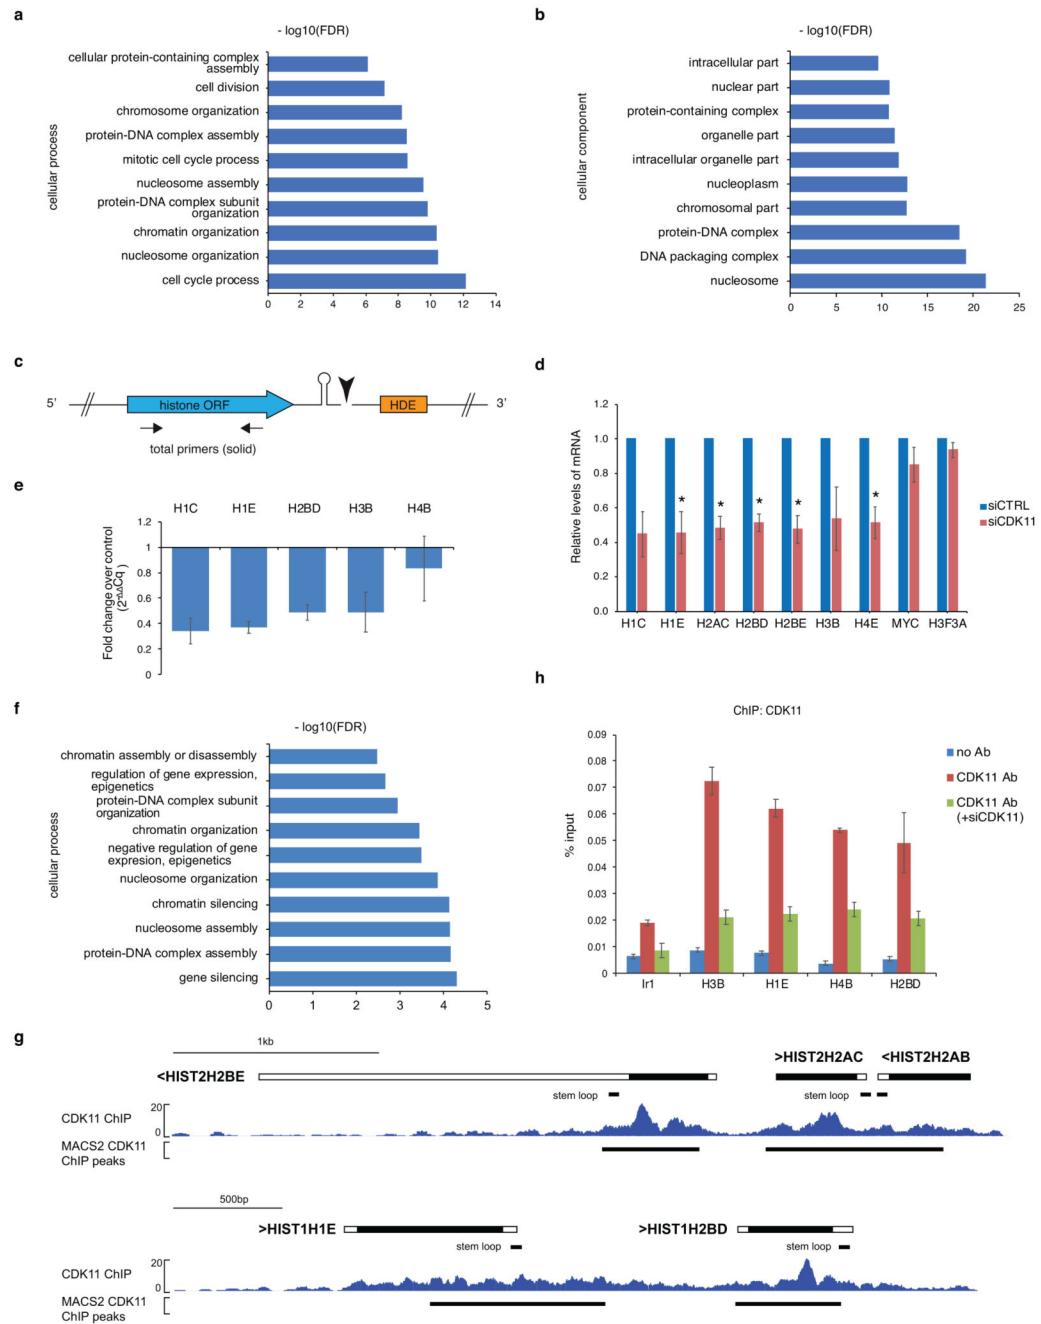 a
- log10(FDR)
cellular process
cellular protein-containing complex
assembly
cell division
chromosome organization
protein-DNA complex assembly
mitotic cell cycle process
nucleosome assembly
protein-DNA complex subunit
organization
chromatin organization
nucleosome organization
cell cycle process
0 2 4 6 8 10 12 14
b
- log10(FDR)
cellular component
intracellular part
nuclear part
protein-containing complex
organelle part
intracellular organelle part
nucleoplasm
chromosomal part
protein-DNA complex
DNA packaging complex
nucleosome
0 5 10 15 20 25
c
5’ histone ORF HDE 3’
total primers (solid)
d
Relative levels of mRNA
1.2
1.0
0.8
0.6
0.4
0.2
0.0
* * * * *
H1C H1E H2AC H2BD H2BE H3B H4E MYC H3F3A
siCTRL
siCDK11
e
H1C H1E H2BD H3B H4B
Fold change over control
(2-ΔΔCq)
1.2
1
0.8
0.6
0.4
0.2
0
f
- log10(FDR)
cellular process
chromatin assembly or disassembly
regulation of gene expression,
epigenetics
protein-DNA complex subunit
organization
chromatin organization
negative regulation of gene
expresion, epigenetics
nucleosome organization
chromatin silencing
nucleosome assembly
protein-DNA complex assembly
gene silencing
0 1 2 3 4 5
h
ChIP: CDK11
% input
0.09
0.08
0.07
0.06
0.05
0.04
0.03
0.02
0.01
0
Ir1 H3B H1E H4B H2BD
no Ab
CDK11 Ab
CDK11 Ab
(+siCDK11)
g
1kb
<HIST2H2BE >HIST2H2AC <HIST2H2AB
stem loop stem loop
CDK11 ChIP
20
0
MACS2 CDK11
ChIP peaks
500bp
>HIST1H1E >HIST1H2BD
stem loop stem loop
CDK11 ChIP
20
0
MACS2 CDK11
ChIP peaks